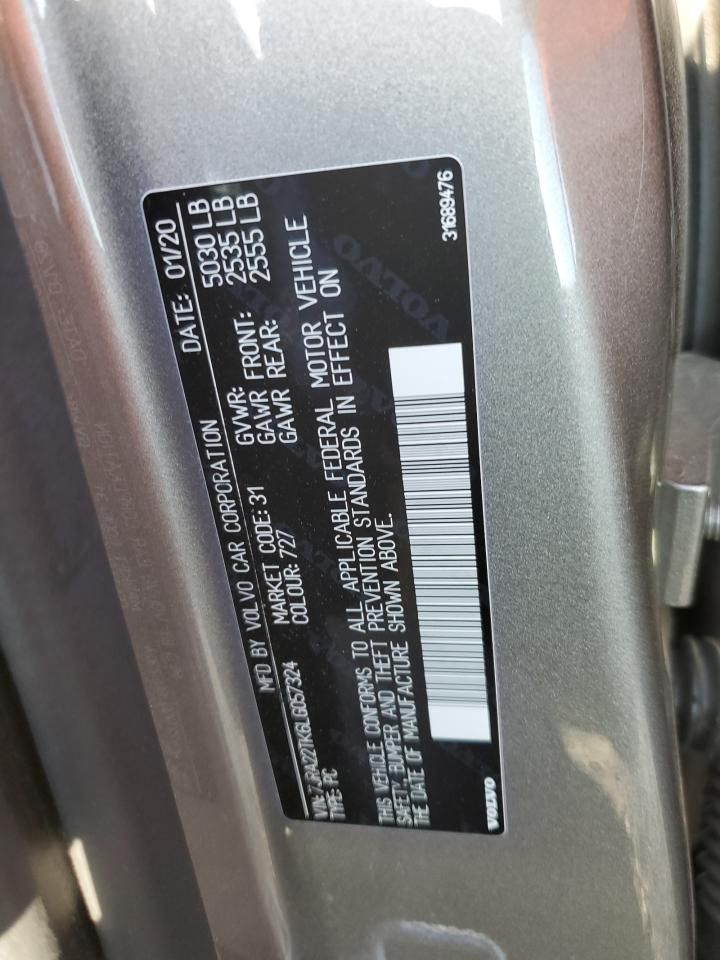 MFD BY VOLVO CAR CORPORATION DATE: 01/20
VIN: 7JRA22TK6LG057324
TYPE: PC
MARKET CODE: 31
COLOUR: 727
GVWR: 5030 LB
GAWR FRONT: 2535 LB
GAWR REAR: 2555 LB
THIS VEHICLE CONFORMS TO ALL APPLICABLE FEDERAL MOTOR VEHICLE
SAFETY, BUMPER AND THEFT PREVENTION STANDARDS IN EFFECT ON
THE DATE OF MANUFACTURE SHOWN ABOVE.
VOLVO
31689476